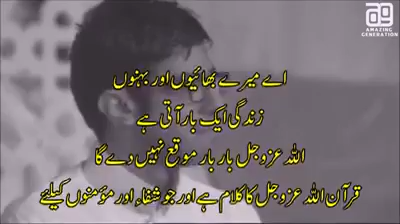 AMAZING
GENERATION
اے میرے بھائیوں اور بہنوں
زندگی ایک بار آتی ہے
اللہ عزوجل بار بار موقع نہیں دے گا
قرآن اللہ عزوجل کا کلام ہے اور جو شفاء اور مؤمنوں کیلئے